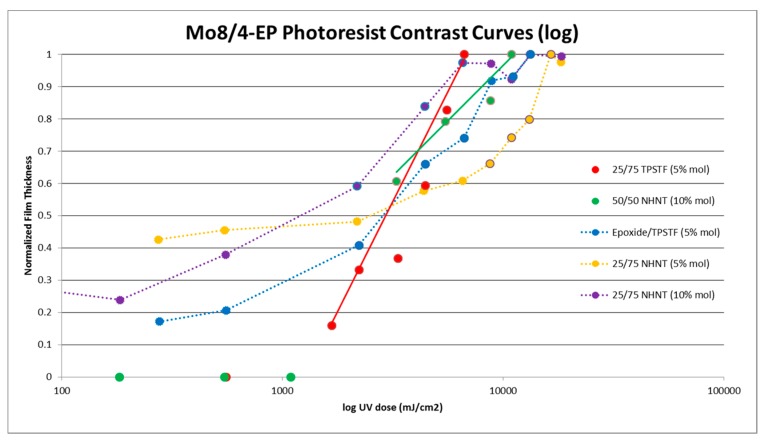 Mo8/4-EP Photoresist Contrast Curves (log)
1
0.9
0.8
0.7
0.6
0.5
0.4
0.3
0.2
0.1
0
Normalized Film Thickness
25/75 TPSTF (5% mol)
50/50 NHNT (10% mol)
Epoxide/TPSTF (5% mol)
25/75 NHNT (5% mol)
25/75 NHNT (10% mol)
100 1000 10000 100000
log UV dose (mJ/cm2)